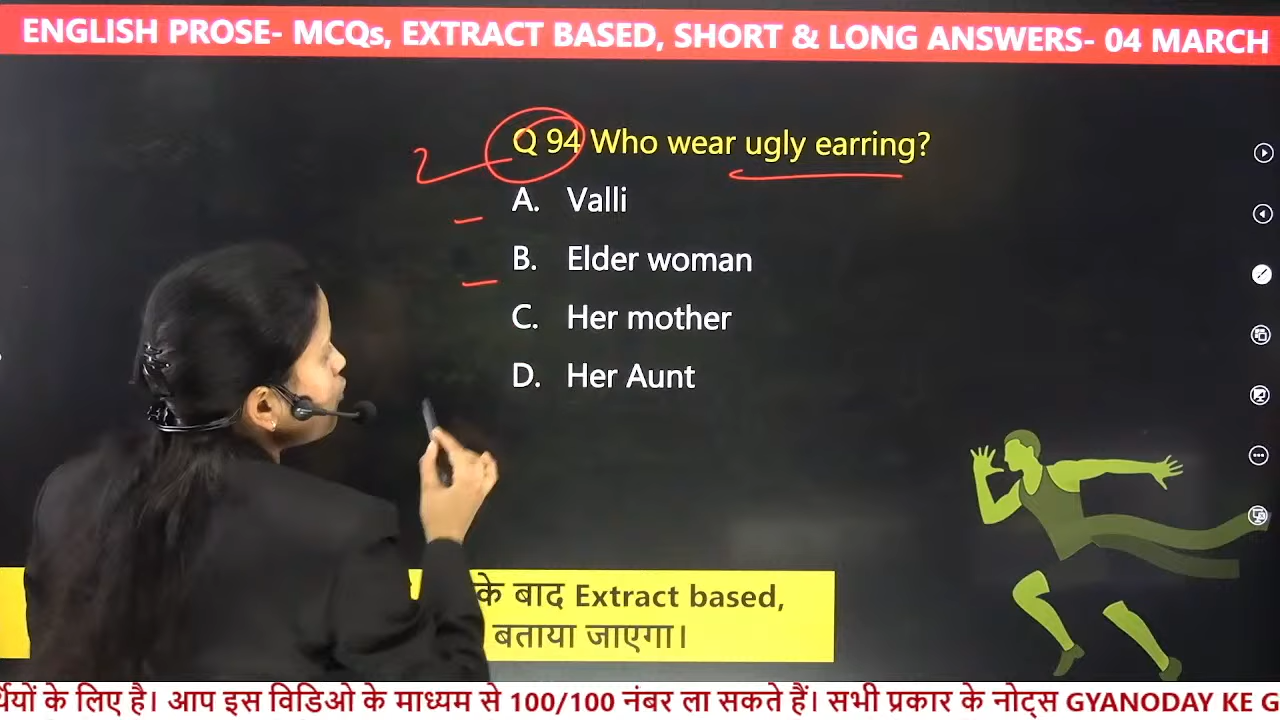 ENGLISH PROSE- MCQs, EXTRACT BASED, SHORT & LONG ANSWERS- 04 MARCH
Q 94 Who wear ugly earring?
2
A. Valli
B. Elder woman
C. Her mother
D. Her Aunt
के बाद Extract based,
बताया जाएगा।
के लिए है। आप इस विडिओ के माध्यम से 100/100 नंबर ला सकते हैं। सभी प्रकार के नोट्स GYANODAY KE G